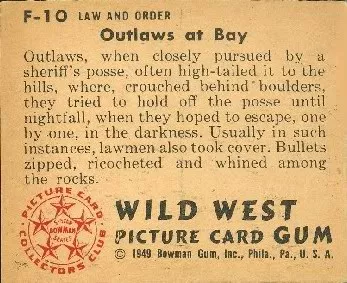 F-10 LAW AND ORDER
Outlaws at Bay
Outlaws, when closely pursued by a
sheriff's posse, often high-tailed it to the
hills, where, crouched behind boulders,
they tried to hold off the posse until
nightfall, when they hoped to escape, one
by one, in the darkness. Usually in such
instances, lawmen also took cover. Bullets
zipped, ricocheted and whined among
the rocks.
PICTURE CARD
BOWMAN
COLLECTORS CLUB
WILD WEST
PICTURE CARD GUM
© 1949 Bowman Gum, Inc., Phila., Pa., U. S. A.